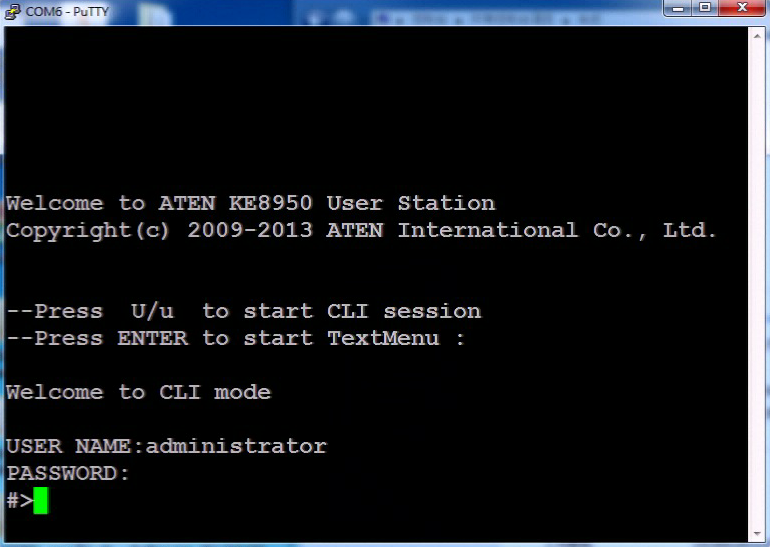 COM6 - PuTTY
Welcome to ATEN KE8950 User Station
Copyright(c) 2009-2013 ATEN International Co., Ltd.
--Press  U/u  to start CLI session
--Press ENTER to start TextMenu :
Welcome to CLI mode
USER NAME:administrator
PASSWORD:
#>